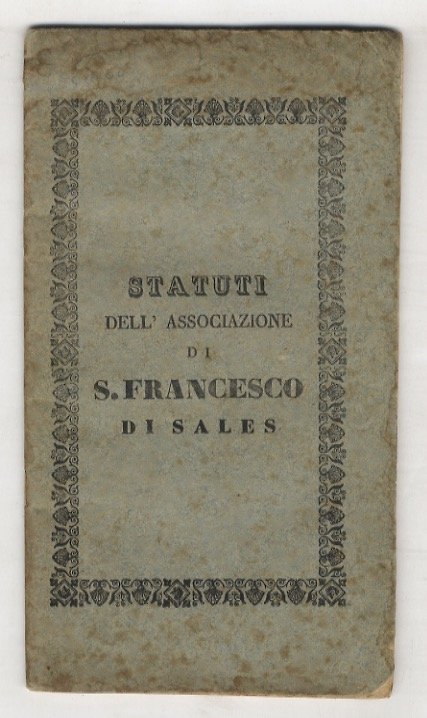 STATUTI
DELL' ASSOCIAZIONE
DI
S. FRANCESCO
DI SALES